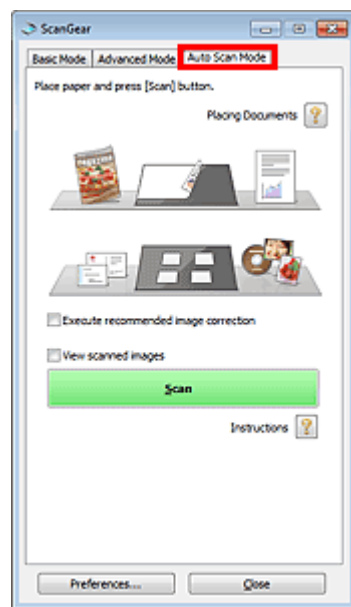 ScanGear
Basic Mode Advanced Mode Auto Scan Mode
Place paper and press [Scan] button.
Placing Documents
MAGAZINE
Execute recommended image correction
View scanned images
Scan
Instructions
Preferences.... Close